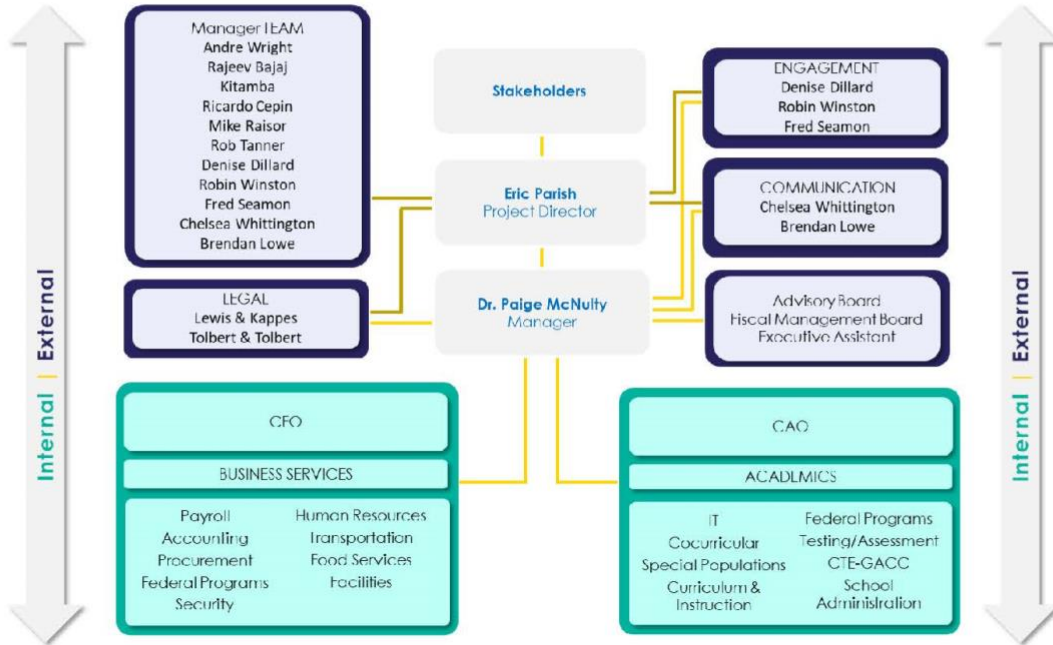 Manager TEAM
Andre Wright
Rajeev Bajaj
Kitamba
Ricardo Cepin
Mike Raisor
Rob Tanner
Denise Dillard
Robin Winston
Fred Seamon
Chelsea Whittington
Brendan Lowe
LEGAL
Lewis & Kappes
Tolbert & Tolbert
Stakeholders
Eric Parish
Project Director
Dr. Paige McNulty
Manager
ENGAGEMENT
Denise Dillard
Robin Winston
Fred Seamon
COMMUNICATION
Chelsea Whittington
Brendan Lowe
Advisory Board
Fiscal Management Board
Executive Assistant
Internal | External
Internal | External
CFO
BUSINESS SERVICES
Payroll
Accounting
Procurement
Federal Programs
Security
Human Resources
Transportation
Food Services
Facilities
CAO
ACADEMICS
IT
Cocurricular
Special Populations
Curriculum &
Instruction
Federal Programs
Testing/Assessment
CTE-GACC
School
Administration